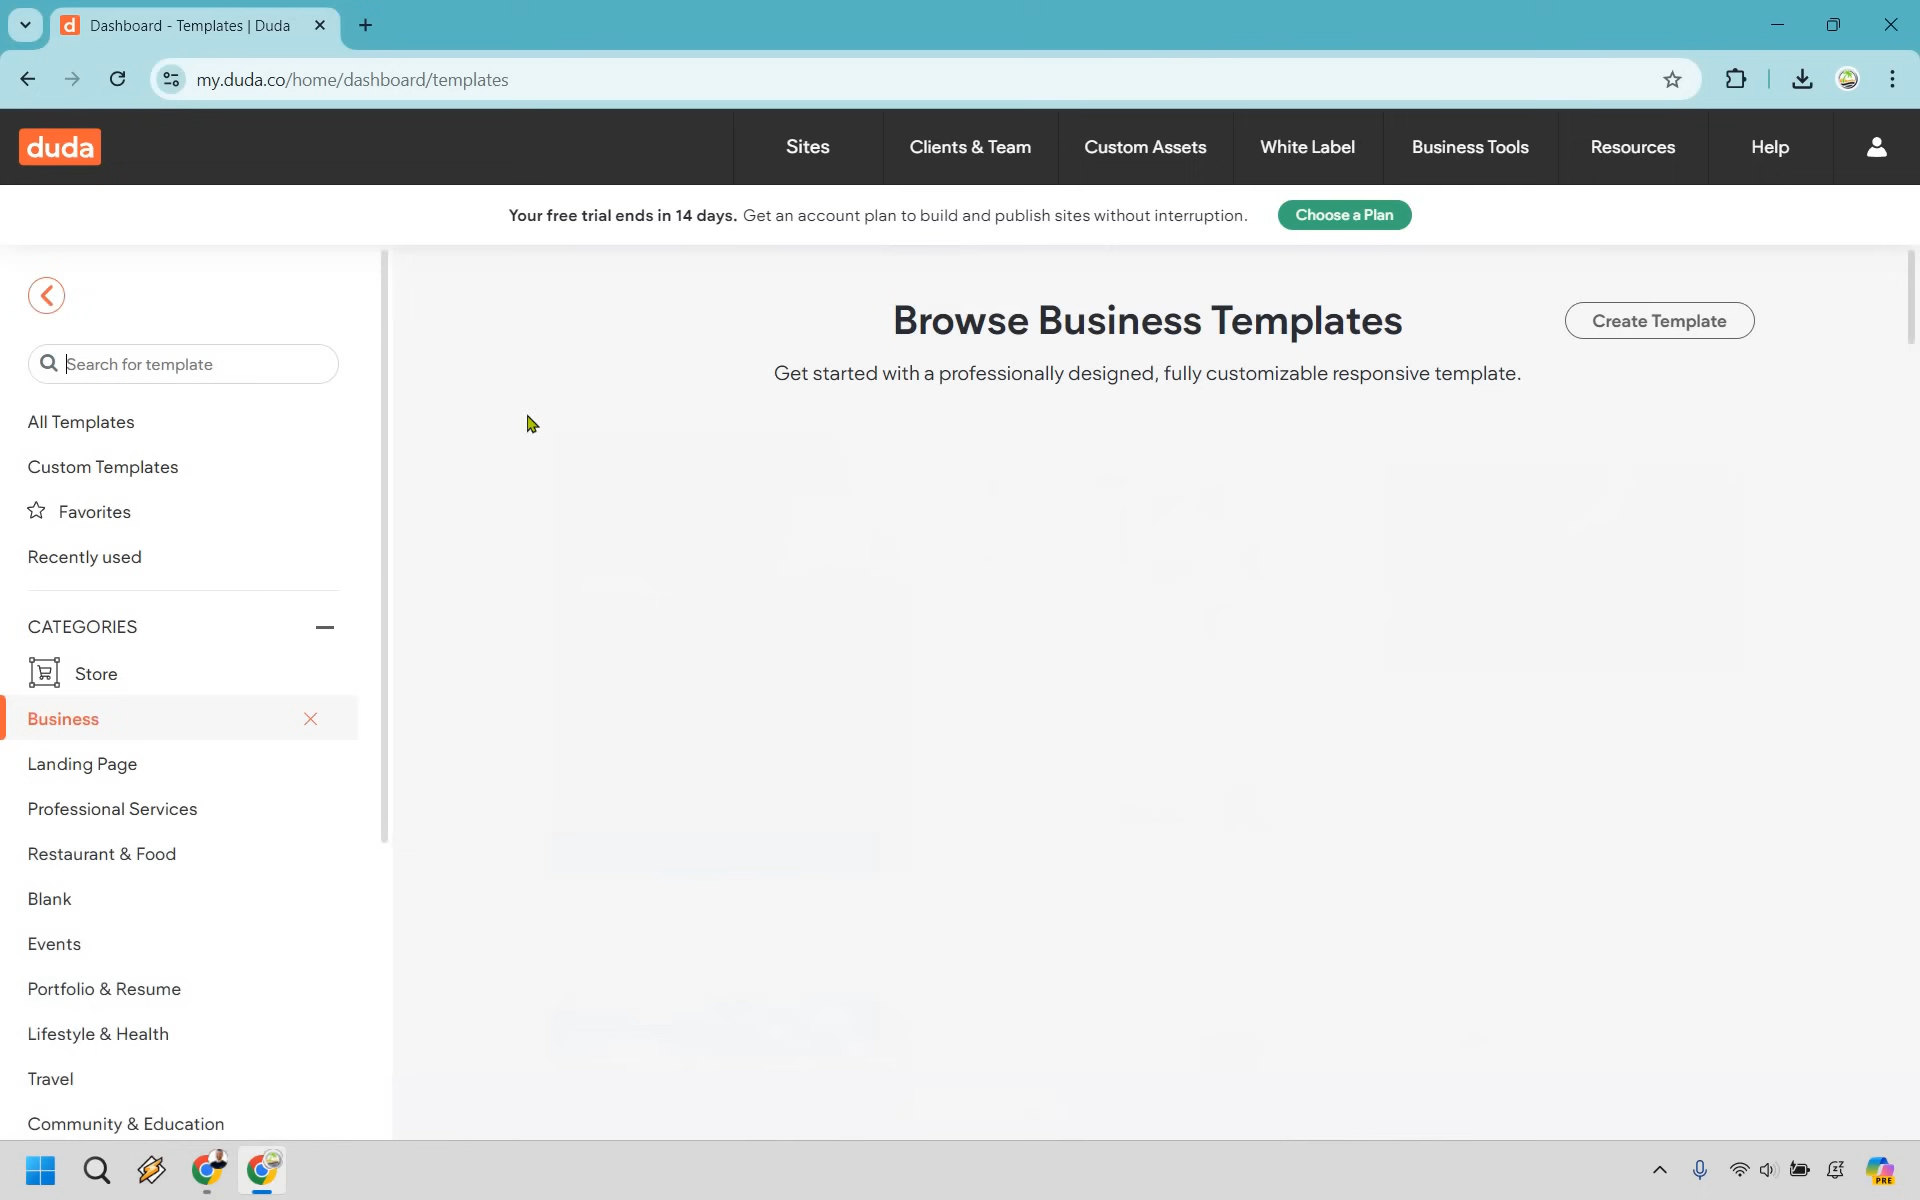 Dashboard - Templates | Duda
my.duda.co/home/dashboard/templates
duda
Sites
Clients & Team
Custom Assets
White Label
Business Tools
Resources
Help
Your free trial ends in 14 days. Get an account plan to build and publish sites without interruption.
Choose a Plan
Browse Business Templates
Create Template
Get started with a professionally designed, fully customizable responsive template.
Search for template
All Templates
Custom Templates
Favorites
Recently used
CATEGORIES
Store
Business
Landing Page
Professional Services
Restaurant & Food
Blank
Events
Portfolio & Resume
Lifestyle & Health
Travel
Community & Education
PRE